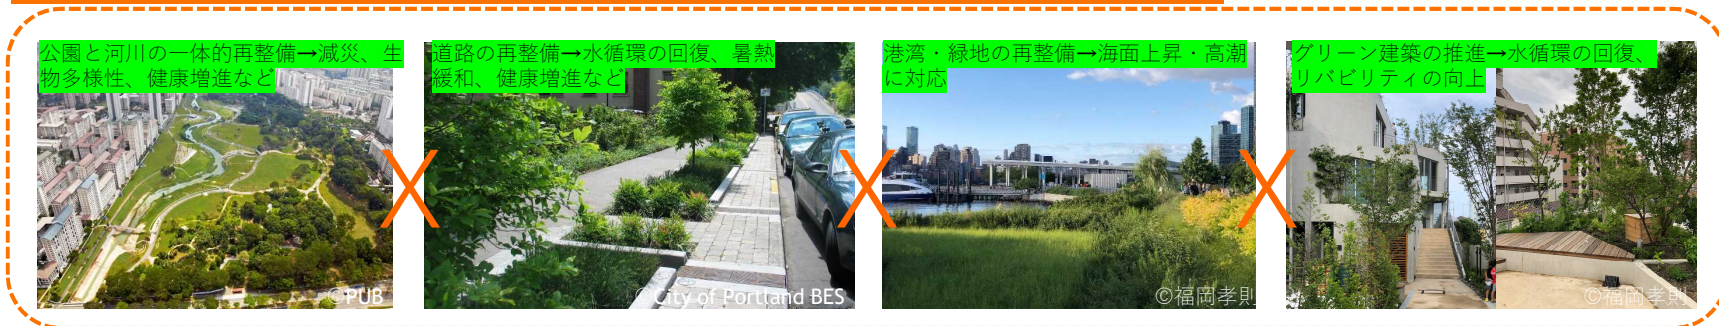 公園と河川の一体的再整備→減災、生
物多様性、健康増進など
道路の再整備→水循環の回復、暑熱
緩和、健康増進など
港湾・緑地の再整備→海面上昇・高潮
に対応
グリーン建築の推進→水循環の回復、
リバビリティの向上
X
X
X
©PUB
©City of Portland BES
©福岡孝則
©福岡孝則